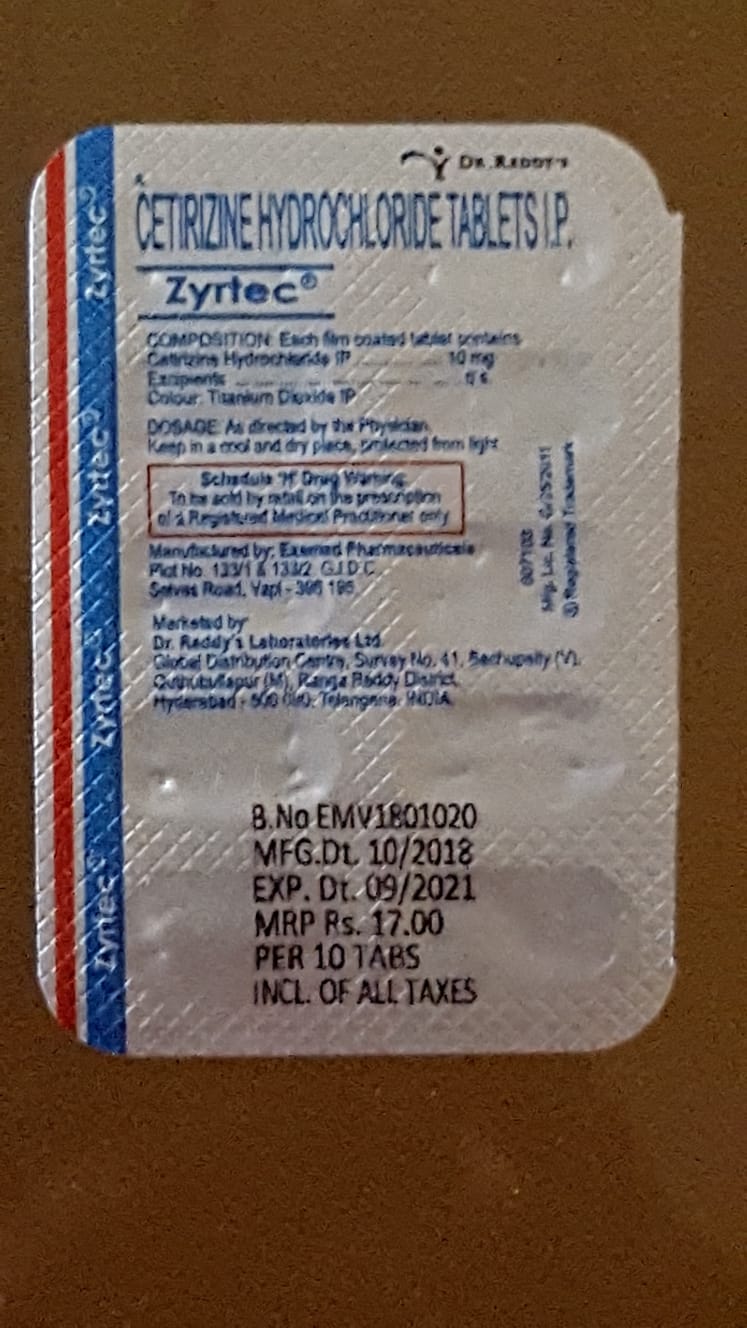 DR. REDDY'S
CETIRIZINE HYDROCHLORIDE TABLETS I.P.
Zyrtec®
COMPOSITION: Each film coated tablet contains
Cetirizine Hydrochloride IP ................ 10 mg
Excipients ................ q.s.
Colour: Titanium Dioxide IP
DOSAGE: As directed by the Physician.
Keep in a cool and dry place, protected from light
Schedule 'H' Drug Warning:
To be sold by retail on the prescription
of a Registered Medical Practitioner only
Manufactured by: Exemed Pharmaceuticals
Plot No. 133/1 & 133/2 G.I.D.C.
Road, Vapi - 396 195
Marketed by
Dr. Reddy's Laboratories Ltd.
Global Distribution Centre, Survey No. 41, Bachupally (V),
Quthubullapur (M), Ranga Reddy District,
Hyderabad - 500 Telangana, INDIA
B.No EMV1801020
MFG.Dt. 10/2018
EXP. Dt. 09/2021
MRP Rs. 17.00
PER 10 TABS
INCL. OF ALL TAXES
Mfg. Lic. No.
® Registered Trademark
Zyrtec®
Zyrtec®
Zyrtec®
Zyrtec®